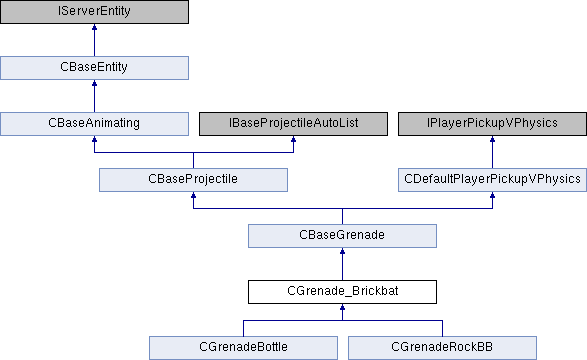 IServerEntity
CBaseEntity
CBaseAnimating
IBaseProjectileAutoList
IPlayerPickupVPhysics
CBaseProjectile
CDefaultPlayerPickupVPhysics
CBaseGrenade
CGrenade_Brickbat
CGrenadeBottle
CGrenadeRockBB